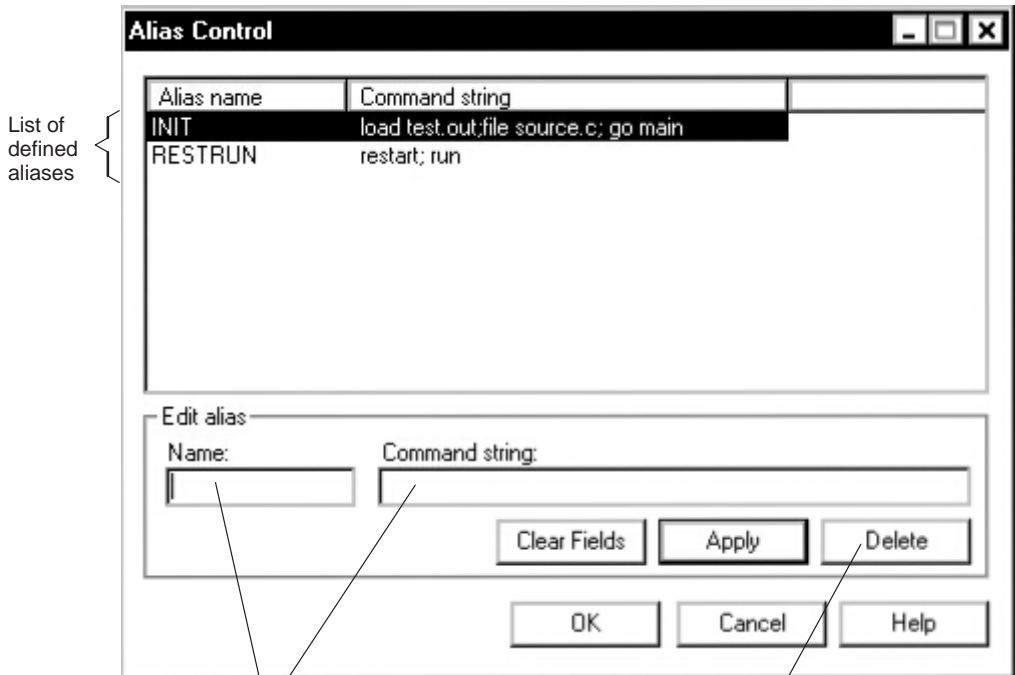 Alias Control
Alias name Command string
List of
defined
aliases
INIT load test.out;file source.c; go main
RESTRUN restart; run
Edit alias
Name: Command string:
Clear Fields Apply Delete
OK Cancel Help